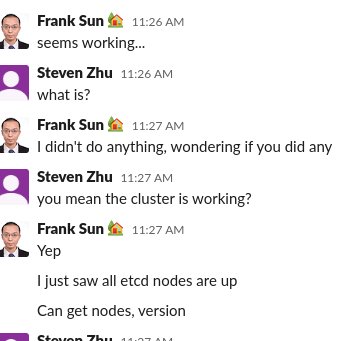 Frank Sun 🏡 11:26 AM
seems working...
Steven Zhu 11:26 AM
what is?
Frank Sun 🏡 11:27 AM
I didn't do anything, wondering if you did any
Steven Zhu 11:27 AM
you mean the cluster is working?
Frank Sun 🏡 11:27 AM
Yep
I just saw all etcd nodes are up
Can get nodes, version
Steven Zhu 11:27 AM